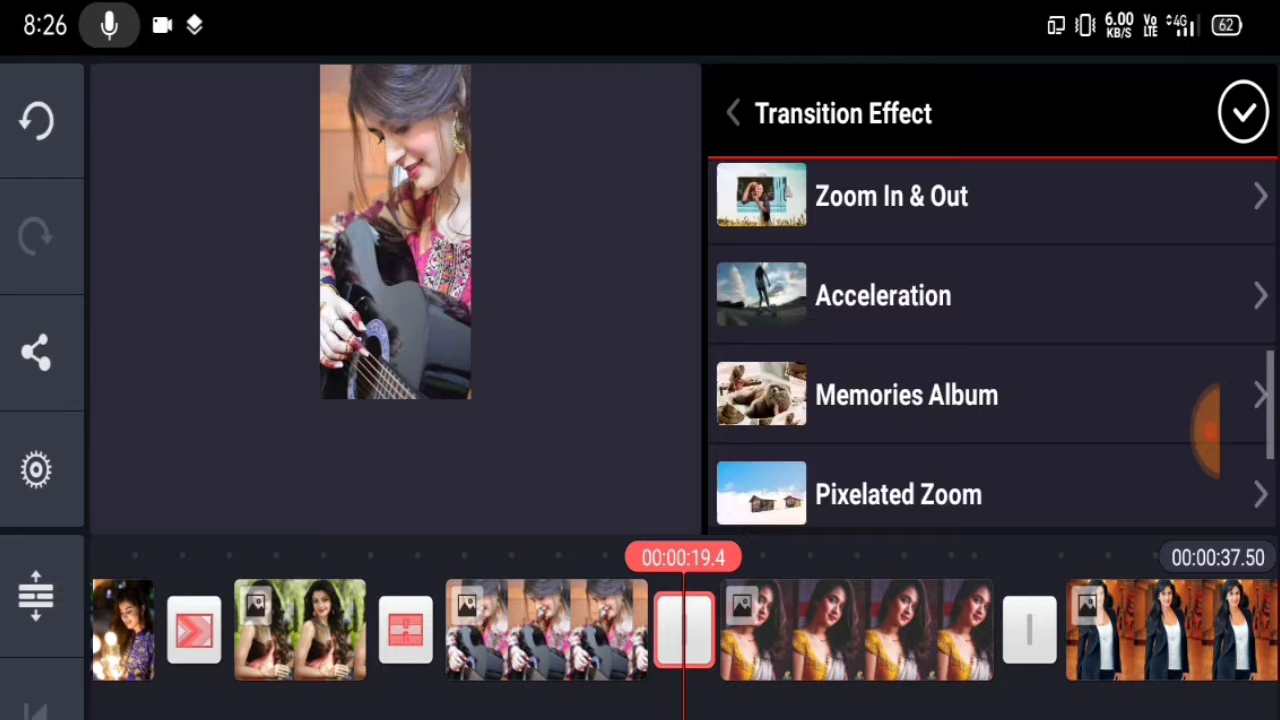 8:26
6.00
KB/S
Vo
LTE
4G
62
Transition Effect
Zoom In & Out
Acceleration
Memories Album
Pixelated Zoom
00:00:19.4
00:00:37.50